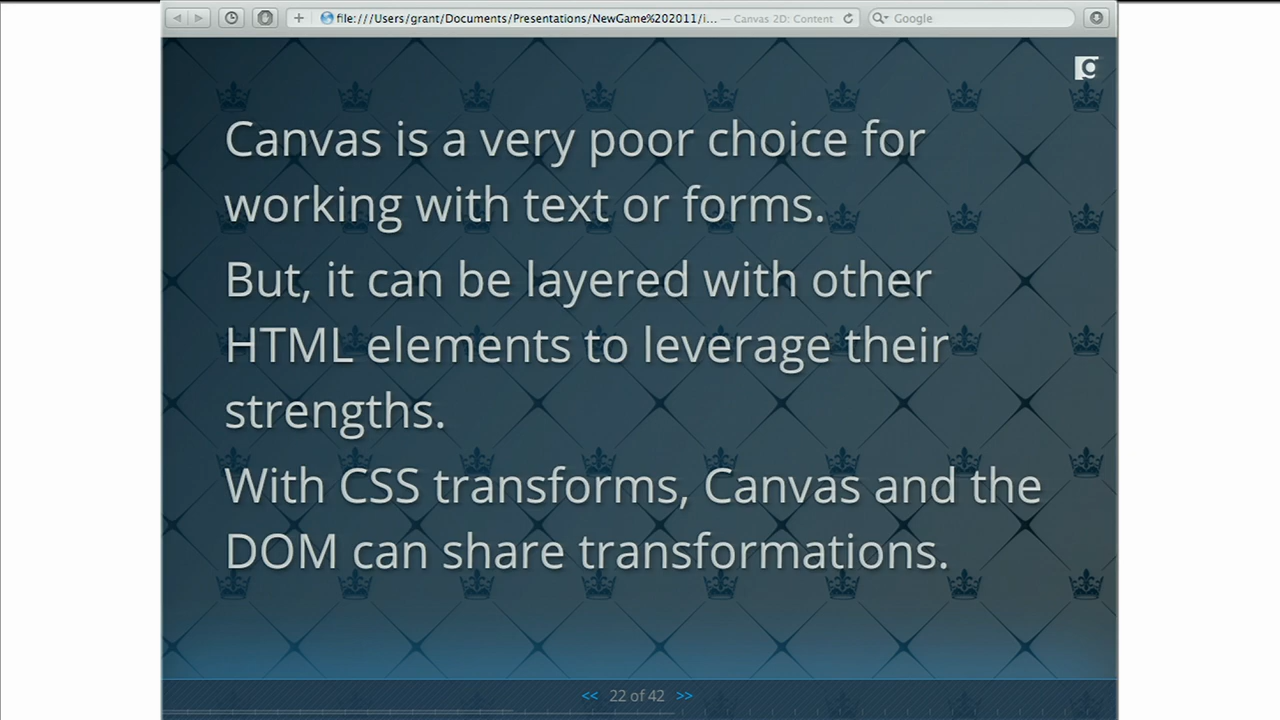 file:///Users/grant/Documents/Presentations/NewGame%202011/i... — Canvas 2D: Content
Google
g
Canvas is a very poor choice for
working with text or forms.
But, it can be layered with other
HTML elements to leverage their
strengths.
With CSS transforms, Canvas and the
DOM can share transformations.
<< 22 of 42 >>